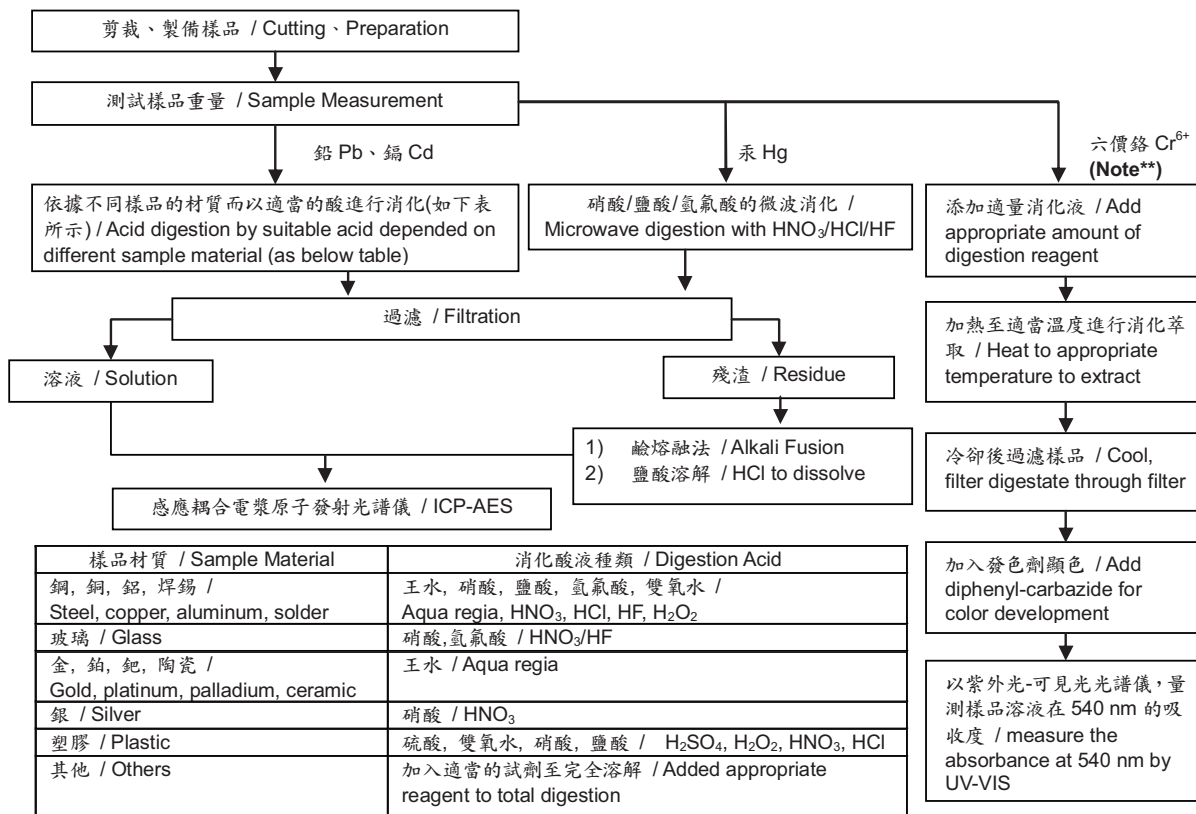 剪裁、製備樣品 / Cutting、Preparation
測試樣品重量 / Sample Measurement
鉛 Pb、鎘 Cd
汞 Hg
六價鉻 Cr⁶⁺
(Note**)
依據不同樣品的材質而以適當的酸進行消化(如下表
所示) / Acid digestion by suitable acid depended on
different sample material (as below table)
硝酸/鹽酸/氫氟酸的微波消化 /
Microwave digestion with HNO₃/HCl/HF
添加適量消化液 / Add
appropriate amount of
digestion reagent
過濾 / Filtration
加熱至適當溫度進行消化萃
取 / Heat to appropriate
temperature to extract
溶液 / Solution
殘渣 / Residue
1) 鹼熔融法 / Alkali Fusion
2) 鹽酸溶解 / HCl to dissolve
冷卻後過濾樣品 / Cool,
filter digestate through filter
感應耦合電漿原子發射光譜儀 / ICP-AES
加入發色劑顯色 / Add
diphenyl-carbazide for
color development
以紫外光-可見光光譜儀,量
測樣品溶液在 540 nm 的吸
收度 / measure the
absorbance at 540 nm by
UV-VIS
樣品材質 / Sample Material
消化酸液種類 / Digestion Acid
鋼, 銅, 鋁, 焊錫 /
Steel, copper, aluminum, solder
王水, 硝酸, 鹽酸, 氫氟酸, 雙氧水 /
Aqua regia, HNO₃, HCl, HF, H₂O₂
玻璃 / Glass
硝酸,氫氟酸 / HNO₃/HF
金, 鉑, 鈀, 陶瓷 /
Gold, platinum, palladium, ceramic
王水 / Aqua regia
銀 / Silver
硝酸 / HNO₃
塑膠 / Plastic
硫酸, 雙氧水, 硝酸, 鹽酸 / H₂SO₄, H₂O₂, HNO₃, HCl
其他 / Others
加入適當的試劑至完全溶解 / Added appropriate
reagent to total digestion